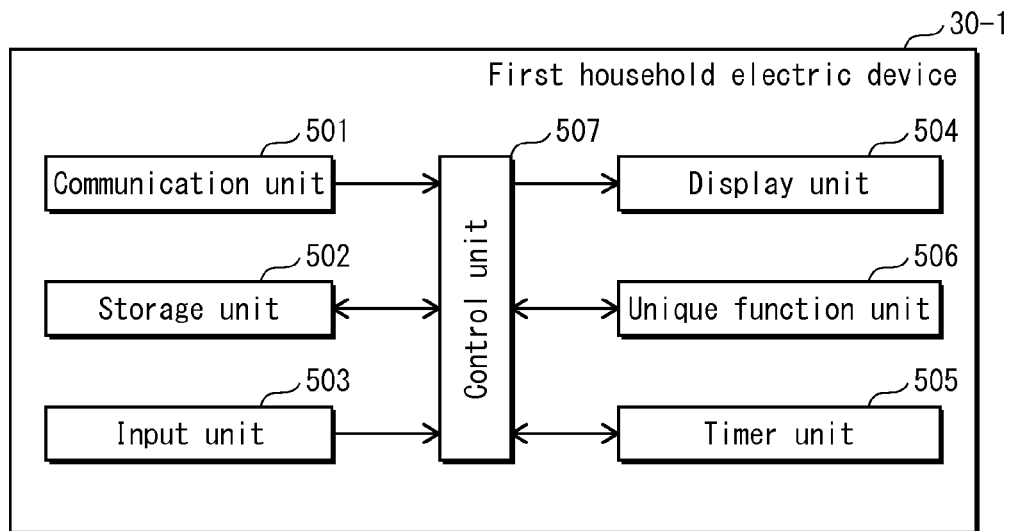 30-1
First household electric device
501
507
504
Communication unit
Display unit
502
506
Storage unit
Control unit
Unique function unit
503
505
Input unit
Timer unit